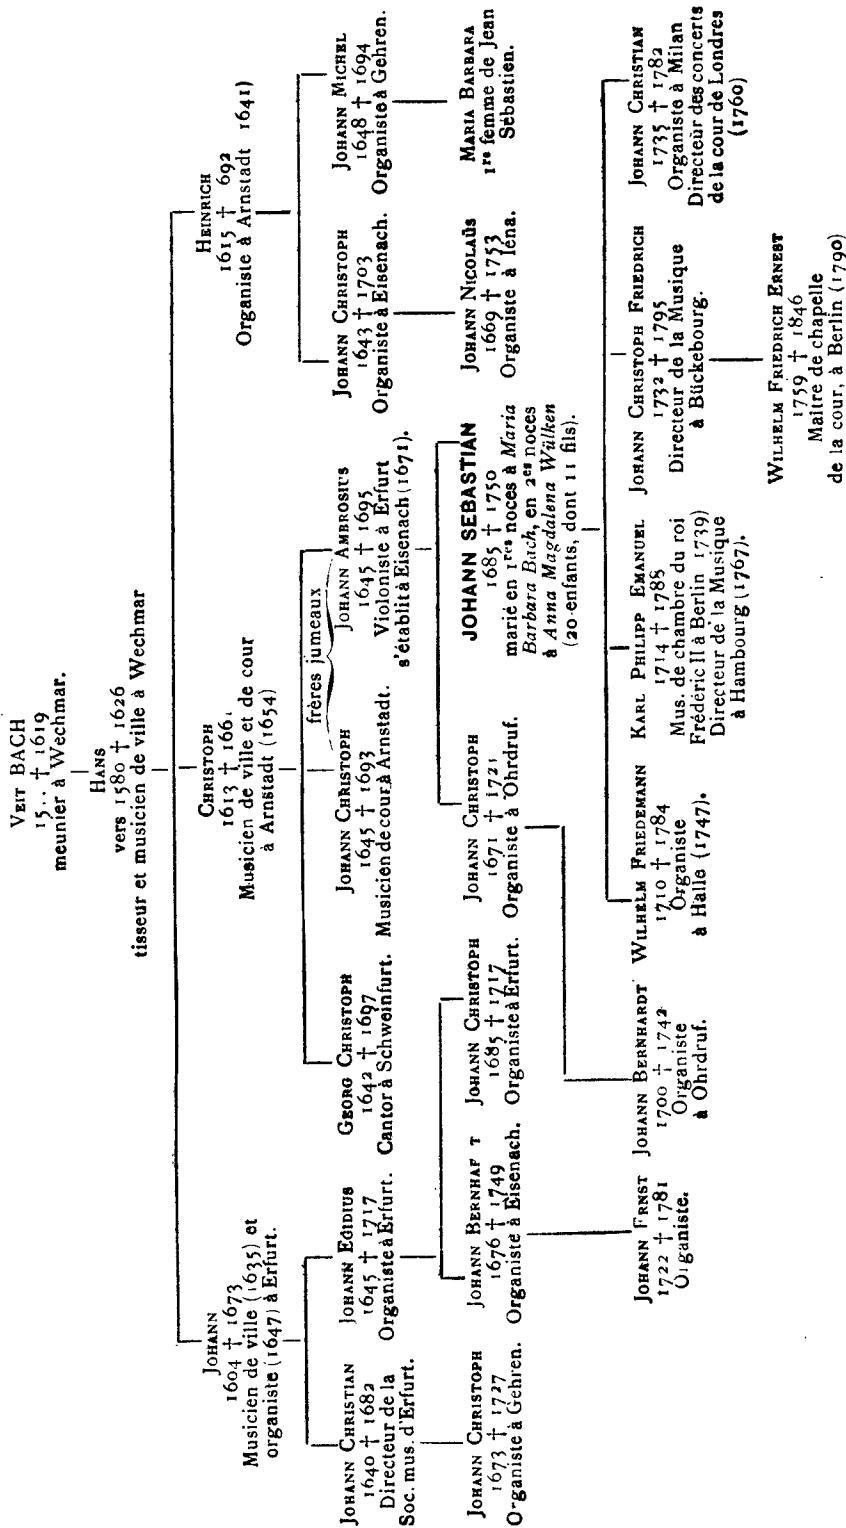 VEIT BACH
15.. † 1619
meunier à Wechmar.
HANS
vers 1580 † 1626
tisseur et musicien de ville à Wechmar
JOHANN
1604 † 1673
Musicien de ville (1635) et
organiste (1647) à Erfurt.
CHRISTOPH
1613 † 166
Musicien de ville et de cour
à Arnstadt (1654)
HEINRICH
1615 † 692
Organiste à Arnstadt 1641)
JOHANN CHRISTIAN
1640 † 1682
Directeur de la
Soc. mus. d'Erfurt.
JOHANN EGIDIUS
1645 † 1717
Organiste à Erfurt.
GEORG CHRISTOPH
1642 † 1697
Cantor à Schweinfurt.
frères jumeaux
JOHANN CHRISTOPH
1645 † 1693
Musicien de cour à Arnstadt.
JOHANN AMBROSIUS
1645 † 1695
Violoniste à Erfurt
s'établit à Eisenach (1671).
JOHANN CHRISTOPH
1643 † 1703
Organiste à Eisenach.
JOHANN MICHEL
1648 † 1694
Organiste à Gehren.
JOHANN CHRISTOPH
1673 † 1727
Organiste à Gehren.
JOHANN BERNHAF T
1676 † 1749
Organiste à Eisenach.
JOHANN CHRISTOPH
1685 † 1717
Organiste à Erfurt.
JOHANN CHRISTOPH
1671 † 1721
Organiste à Ohrdruf.
JOHANN SEBASTIAN
1685 † 1750
marié en 1res noces à Maria
Barbara Bach, en 2es noces
à Anna Magdalena Wülken
(20 enfants, dont 11 fils).
JOHANN NICOLAÜS
1669 † 1753
Organiste à Iéna.
MARIA BARBARA
1re femme de Jean
Sébastien.
JOHANN FRNST
1722 † 1781
Organiste.
JOHANN BERNHARDT
1700 † 1742
Organiste
à Ohrdruf.
WILHELM FRIEDEMANN
1710 † 1784
Organiste
à Halle (1747).
KARL PHILIPP EMANUEL
1714 † 1788
Mus. de chambre du roi
Frédéric II à Berlin 1739)
Directeur de la Musique
à Hambourg (1767).
JOHANN CHRISTOPH FRIEDRICH
1732 † 1795
Directeur de la Musique
à Bückebourg.
JOHANN CHRISTIAN
1735 † 1782
Organiste à Milan
Directeur des concerts
de la cour de Londres
(1760)
WILHELM FRIEDRICH ERNEST
1759 † 1846
Maître de chapelle
de la cour, à Berlin (1790)